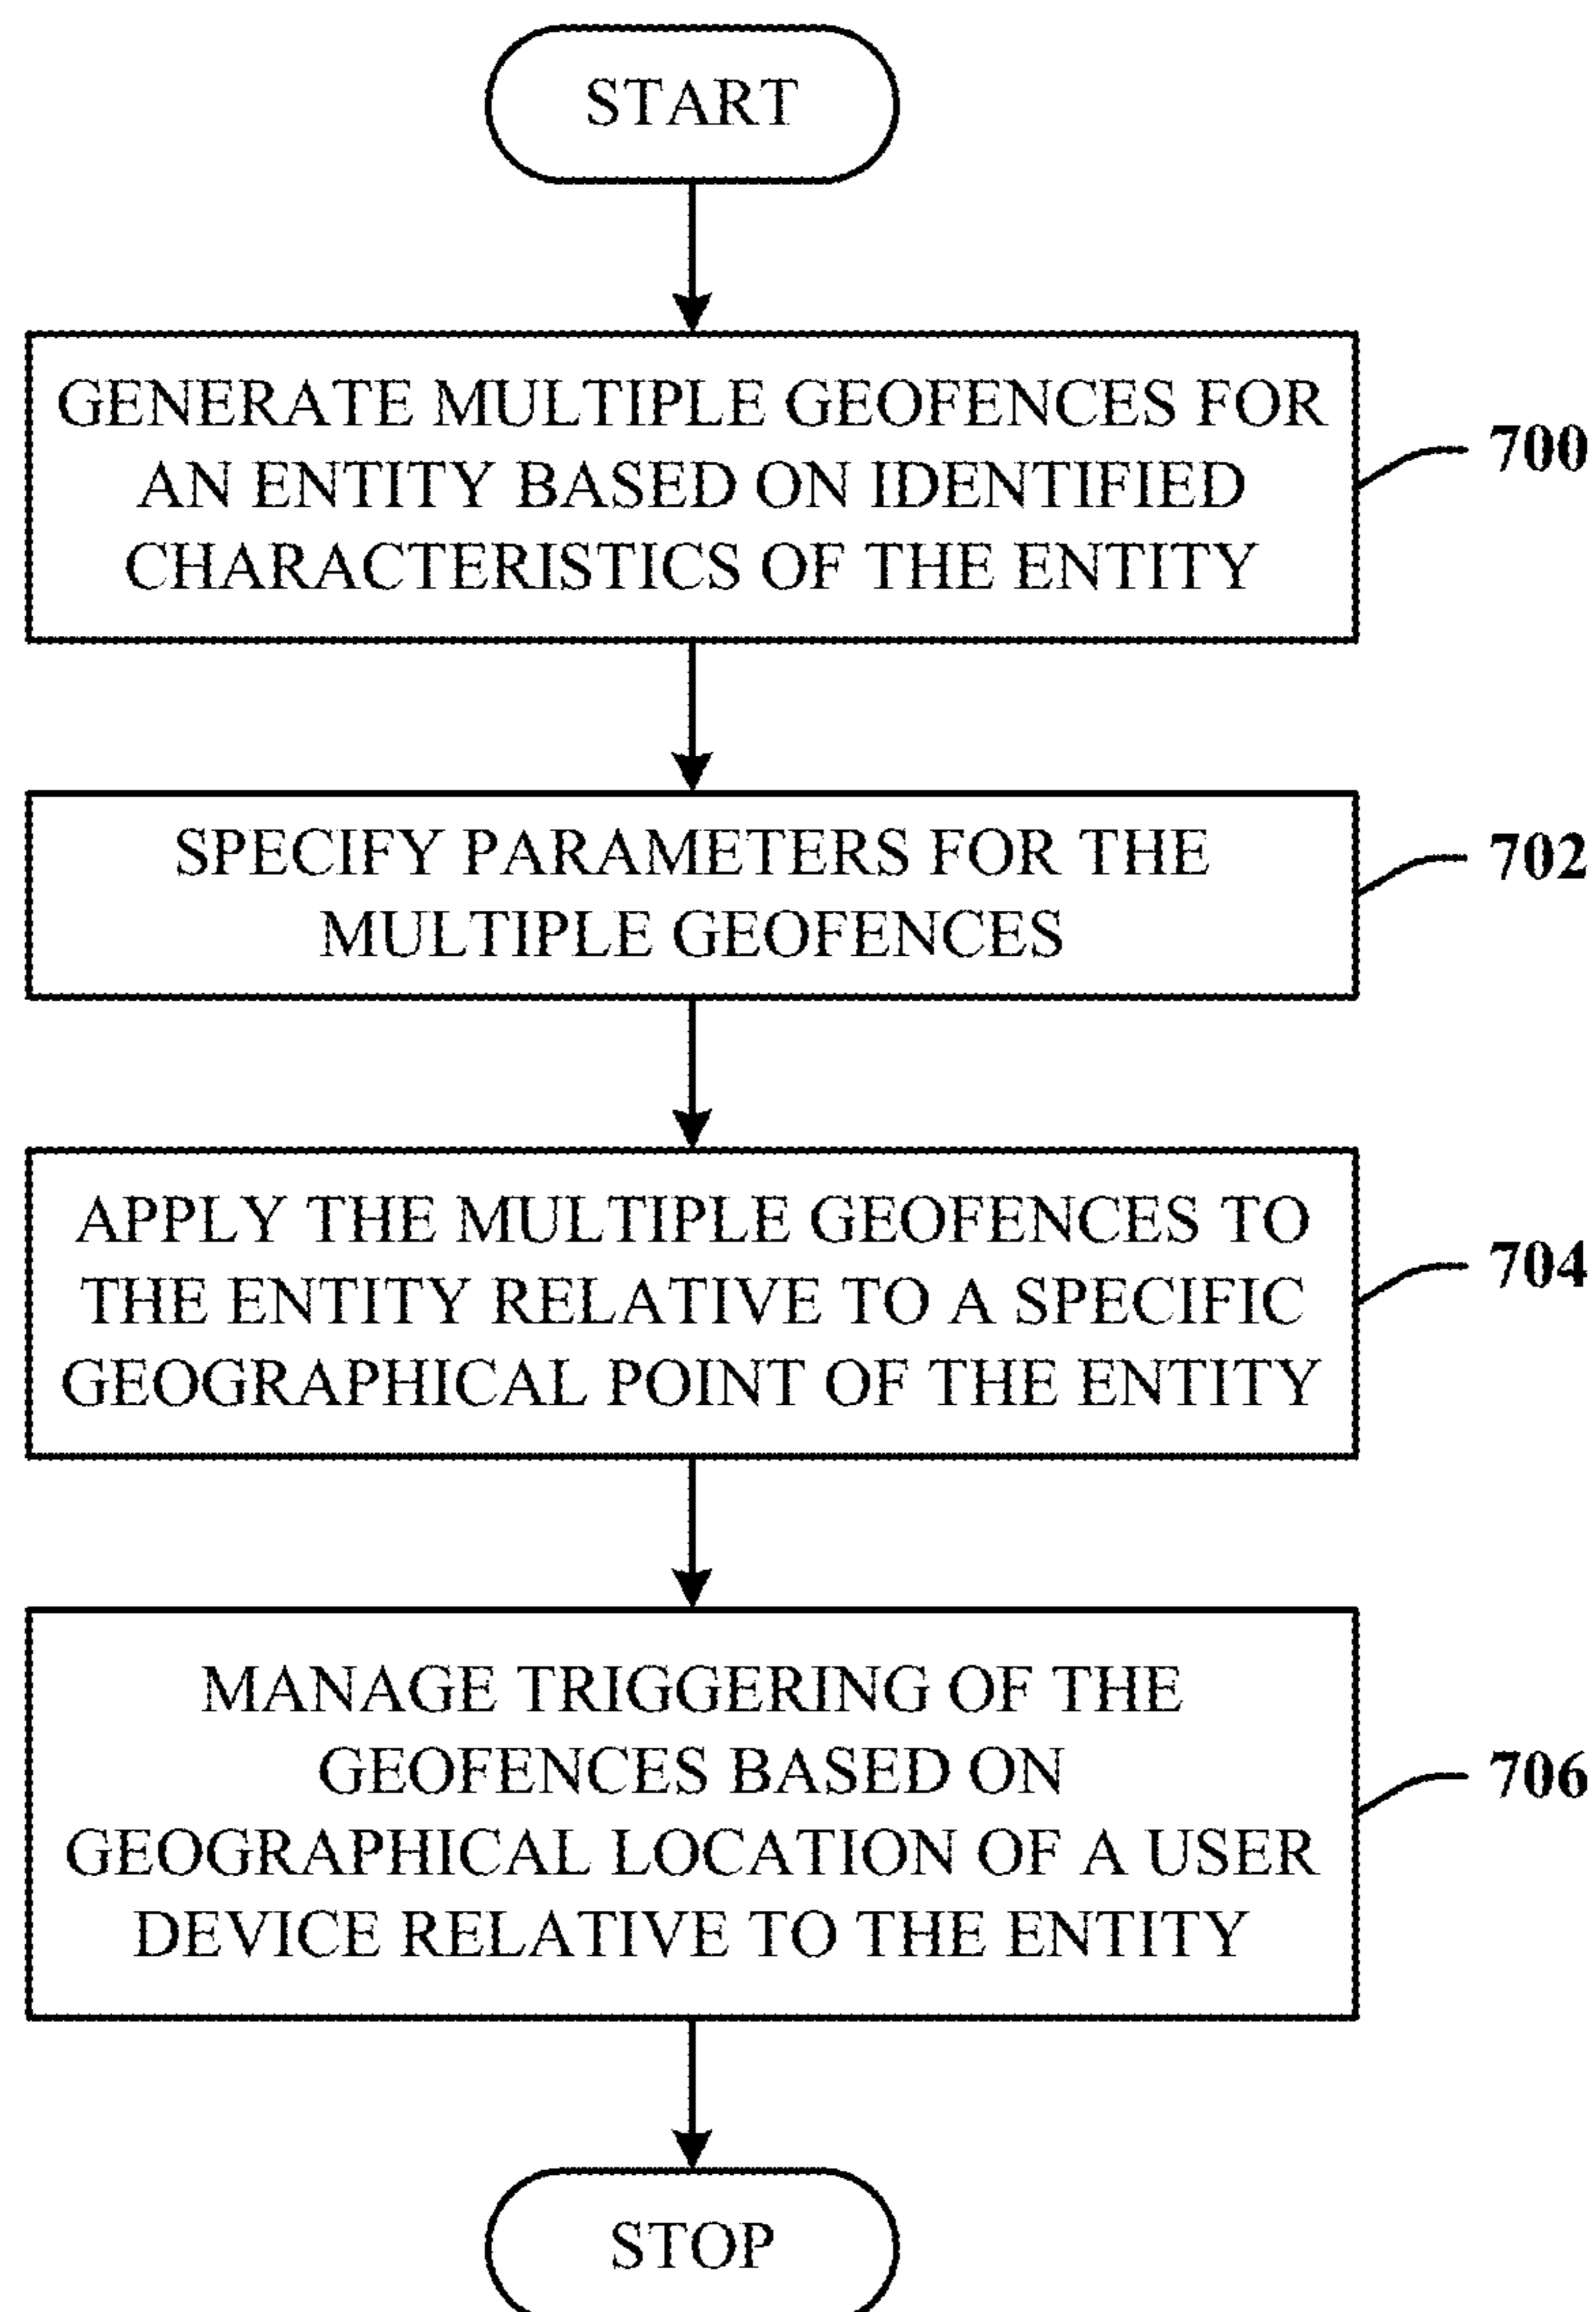 START
GENERATE MULTIPLE GEOFENCES FOR
AN ENTITY BASED ON IDENTIFIED
CHARACTERISTICS OF THE ENTITY
700
SPECIFY PARAMETERS FOR THE
MULTIPLE GEOFENCES
702
APPLY THE MULTIPLE GEOFENCES TO
THE ENTITY RELATIVE TO A SPECIFIC
GEOGRAPHICAL POINT OF THE ENTITY
704
MANAGE TRIGGERING OF THE
GEOFENCES BASED ON
GEOGRAPHICAL LOCATION OF A USER
DEVICE RELATIVE TO THE ENTITY
706
STOP